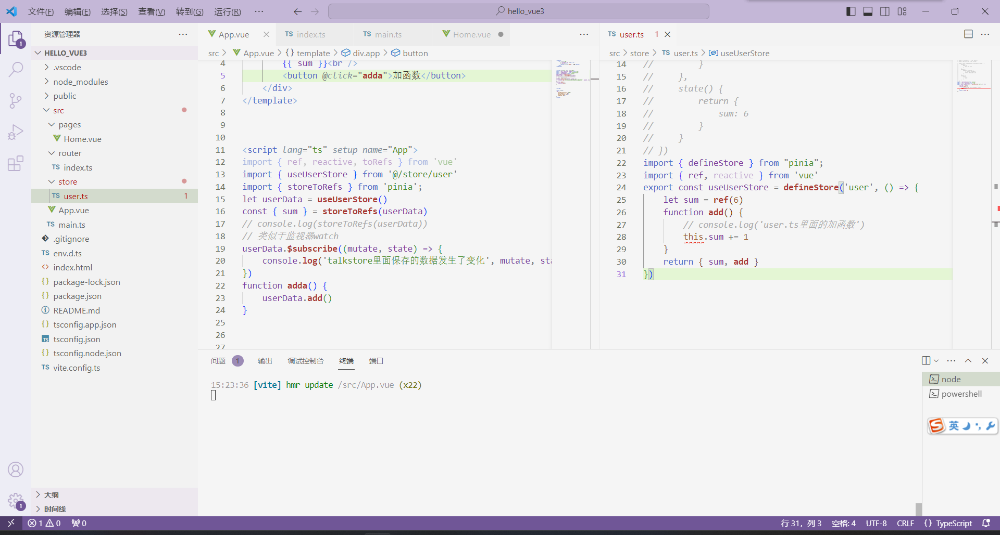 文件(F) 编辑(E) 选择(S) 查看(V) 转到(G) 运行(R) ··· hello_vue3
资源管理器 ···
HELLO_VUE3
.vscode
node_modules
public
src
pages
Home.vue
router
TS index.ts
store
TS user.ts 1
App.vue
TS main.ts
.gitignore
TS env.d.ts
<> index.html
{} package-lock.json
{} package.json
README.md
{} tsconfig.app.json
TS tsconfig.json
{} tsconfig.node.json
TS vite.config.ts
大纲
时间线
1
1
App.vue TS index.ts TS main.ts Home.vue ● ···
src > App.vue > {} template > div.app > button
4 {{ sum }}<br />
5 <button @click="adda">加函数</button>
6 </div>
7 </template>
8
9
10
11 <script lang="ts" setup name="App">
12 import { ref, reactive, toRefs } from 'vue'
13 import { useUserStore } from '@/store/user'
14 import { storeToRefs } from 'pinia';
15 let userData = useUserStore()
16 const { sum } = storeToRefs(userData)
17 // console.log(storeToRefs(userData))
18 // 类似于监视器watch
19 userData.$subscribe((mutate, state) => {
20 console.log('talkstore里面保存的数据发生了变化', mutate, sta
21 })
22 function adda() {
23 userData.add()
24 }
25
26
27
TS user.ts 1 ···
src > store > TS user.ts > useUserStore
14 // }
15 // },
16 // state() {
17 // return {
18 // sum: 6
19 // }
20 // }
21 // })
22 import { defineStore } from "pinia";
23 import { ref, reactive } from 'vue'
24 export const useUserStore = defineStore('user', () => {
25 let sum = ref(6)
26 function add() {
27 // console.log('user.ts里面的加函数')
28 this.sum += 1
29 }
30 return { sum, add }
31 })
问题 1 输出 调试控制台 终端 端口 ···
15:23:36 [vite] hmr update /src/App.vue (x22)
node
powershell
S 英
1 0 0 行 31，列 3 空格: 4 UTF-8 CRLF {} TypeScript